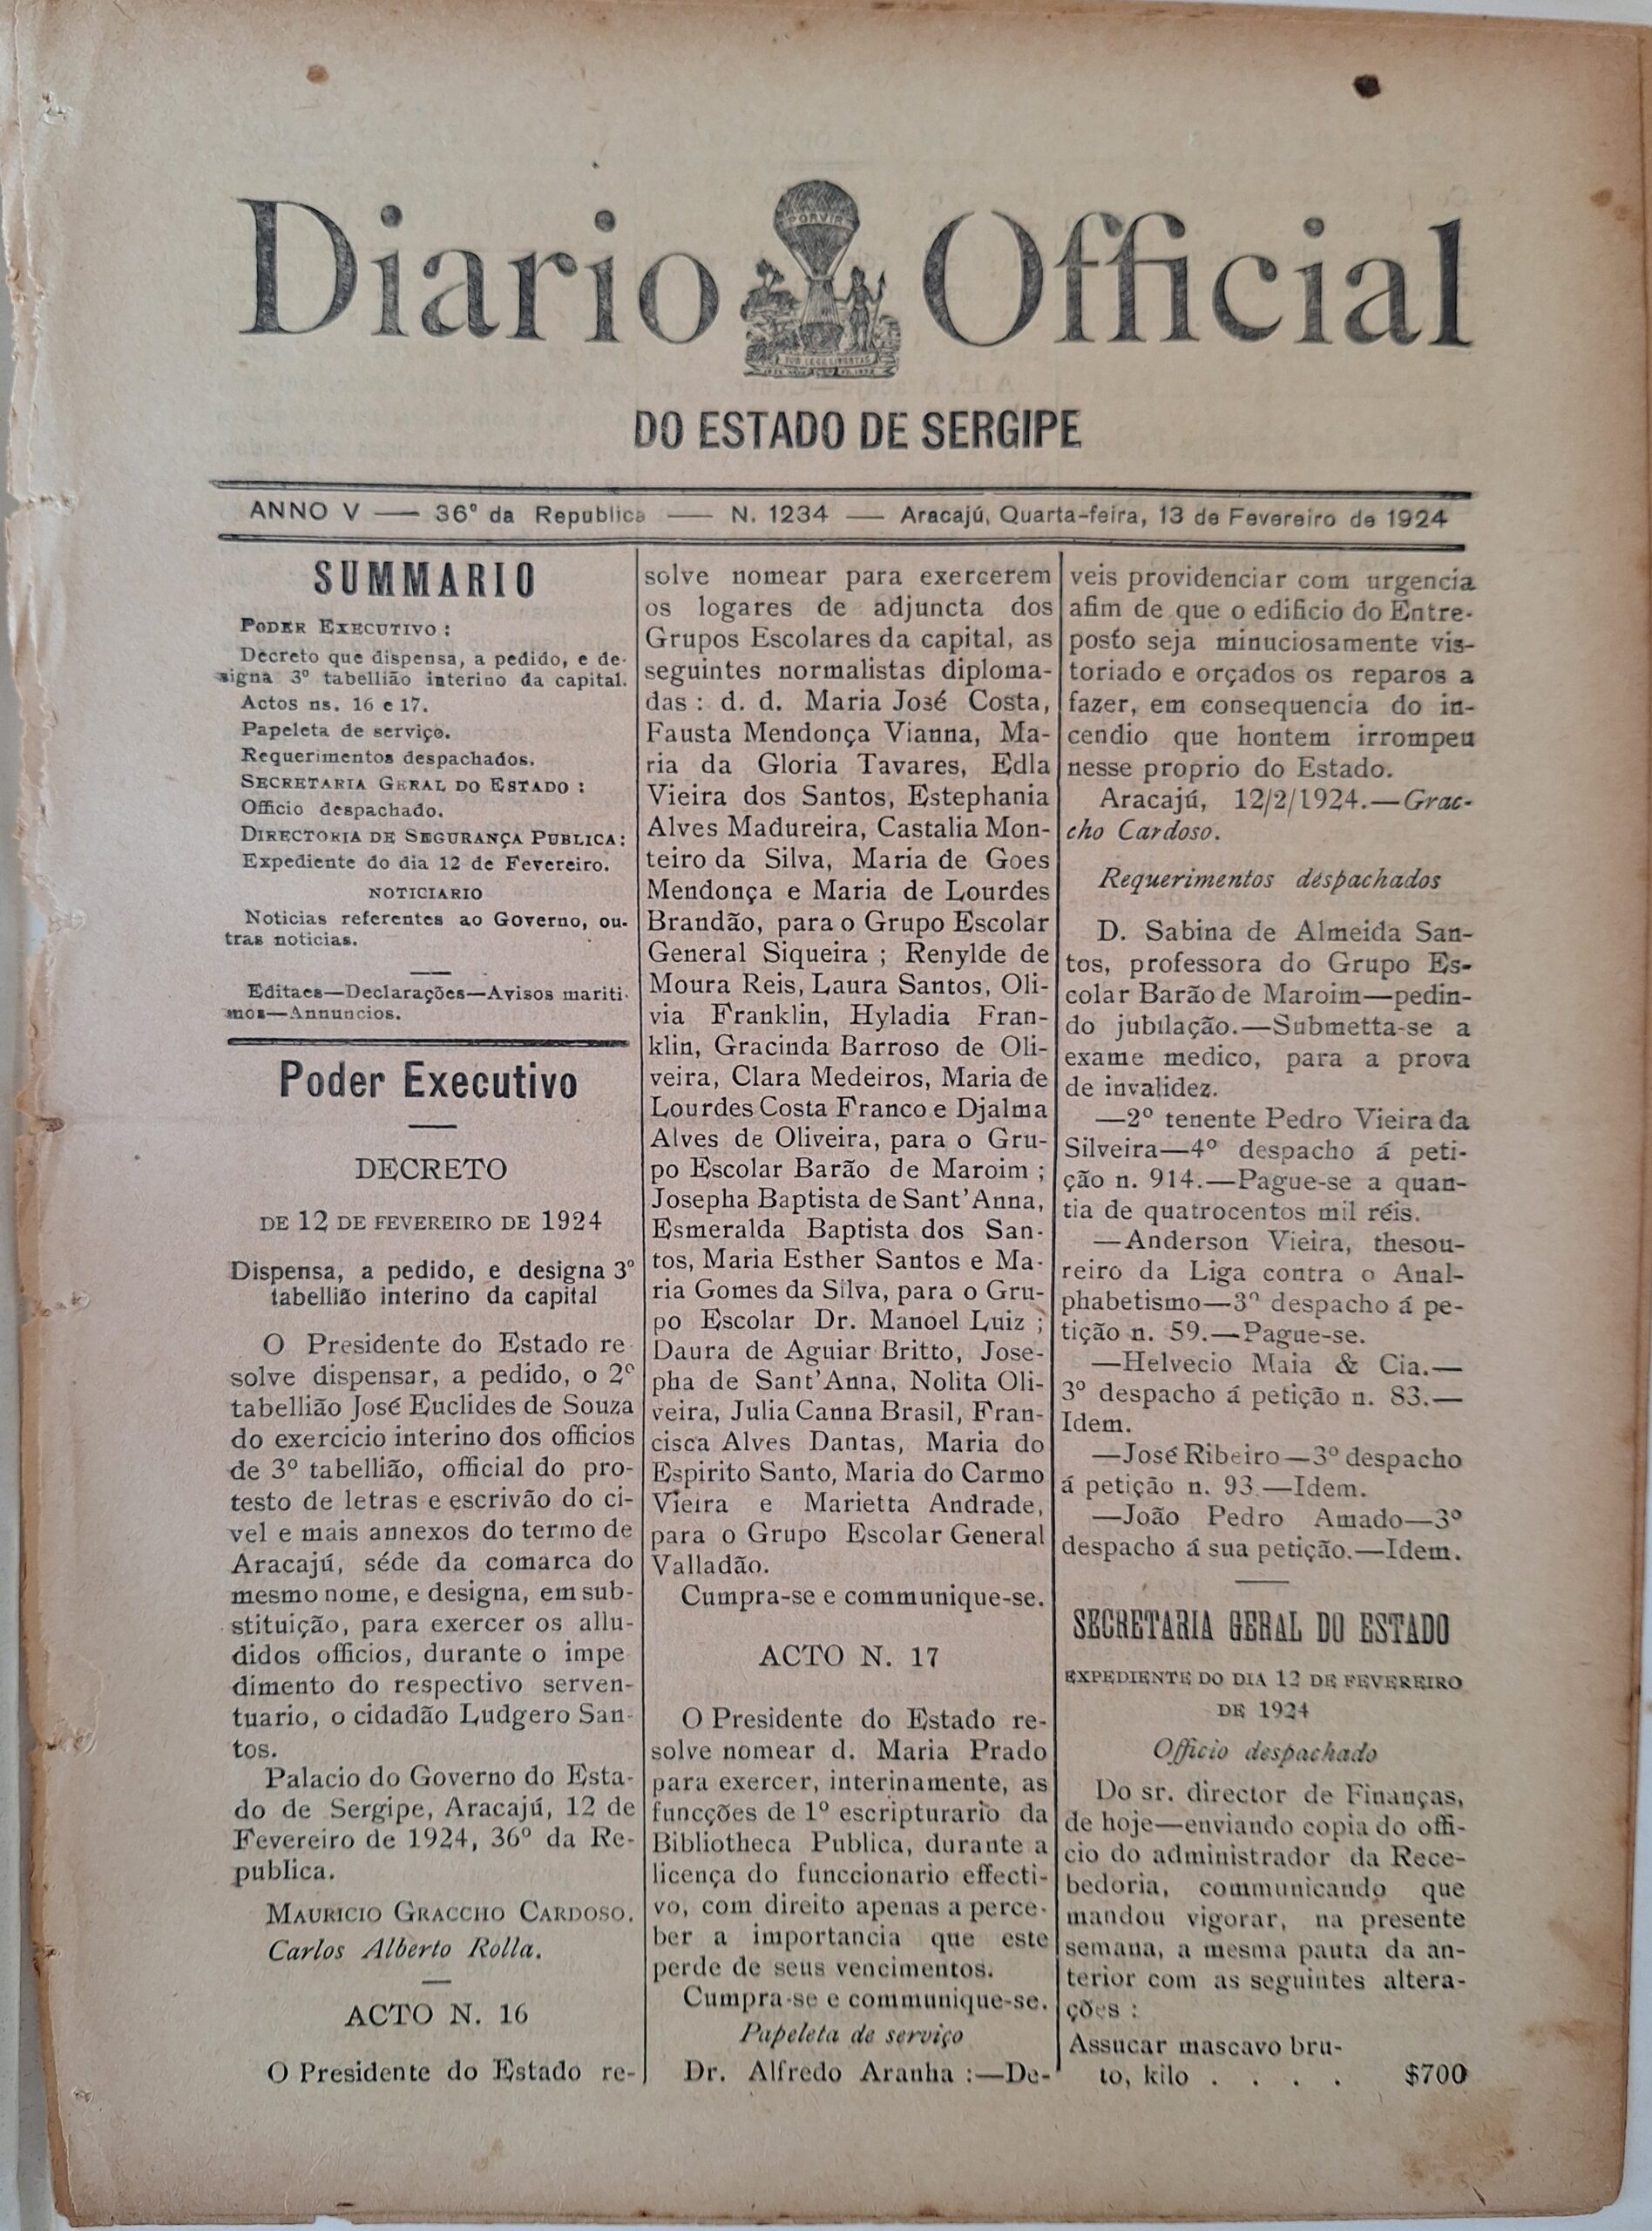 Diario Official
PORVIR
SUB LEGE LIBERTAS
DO ESTADO DE SERGIPE
ANNO V — 36º da Republica — N. 1234 — Aracajú, Quarta-feira, 13 de Fevereiro de 1924
SUMMARIO
PODER EXECUTIVO :
Decreto que dispensa, a pedido, e de-
signa 3º tabellião interino da capital.
Actos ns. 16 e 17.
Papeleta de serviço.
Requerimentos despachados.
SECRETARIA GERAL DO ESTADO :
Officio despachado.
DIRECTORIA DE SEGURANÇA PUBLICA:
Expediente do dia 12 de Fevereiro.
NOTICIARIO
Noticias referentes ao Governo, ou-
tras noticias.
Editaes—Declarações—Avisos mariti-
mos—Annuncios.
Poder Executivo
DECRETO
DE 12 DE FEVEREIRO DE 1924
Dispensa, a pedido, e designa 3º
tabellião interino da capital
O Presidente do Estado re-
solve dispensar, a pedido, o 2º
tabellião José Euclides de Souza
do exercicio interino dos officios
de 3º tabellião, official do pro-
testo de letras e escrivão do ci-
vel e mais annexos do termo de
Aracajú, séde da comarca do
mesmo nome, e designa, em sub-
stituição, para exercer os allu-
didos officios, durante o impe
dimento do respectivo serven-
tuario, o cidadão Ludgero San-
tos.
Palacio do Governo do Esta-
do de Sergipe, Aracajú, 12 de
Fevereiro de 1924, 36º da Re-
publica.
MAURICIO GRACCHO CARDOSO.
Carlos Alberto Rolla.
ACTO N. 16
O Presidente do Estado re-
solve nomear para exercerem
os logares de adjuncta dos
Grupos Escolares da capital, as
seguintes normalistas diploma-
das : d. d. Maria José Costa,
Fausta Mendonça Vianna, Ma-
ria da Gloria Tavares, Edla
Vieira dos Santos, Estephania
Alves Madureira, Castalia Mon-
teiro da Silva, Maria de Goes
Mendonça e Maria de Lourdes
Brandão, para o Grupo Escolar
General Siqueira ; Renylde de
Moura Reis, Laura Santos, Oli-
via Franklin, Hyladia Fran-
klin, Gracinda Barroso de Oli-
veira, Clara Medeiros, Maria de
Lourdes Costa Franco e Djalma
Alves de Oliveira, para o Gru-
po Escolar Barão de Maroim ;
Josepha Baptista de Sant'Anna,
Esmeralda Baptista dos San-
tos, Maria Esther Santos e Ma-
ria Gomes da Silva, para o Gru-
po Escolar Dr. Manoel Luiz ;
Daura de Aguiar Britto, Jose-
pha de Sant'Anna, Nolita Oli-
veira, Julia Canna Brasil, Fran-
cisca Alves Dantas, Maria do
Espirito Santo, Maria do Carmo
Vieira e Marietta Andrade,
para o Grupo Escolar General
Valladão.
Cumpra-se e communique-se.
ACTO N. 17
O Presidente do Estado re-
solve nomear d. Maria Prado
para exercer, interinamente, as
funcções de 1º escripturario da
Bibliotheca Publica, durante a
licença do funccionario effecti-
vo, com direito apenas a perce-
ber a importancia que este
perde de seus vencimentos.
Cumpra-se e communique-se.
Papeleta de serviço
Dr. Alfredo Aranha :—De-
veis providenciar com urgencia
afim de que o edificio do Entre-
posto seja minuciosamente vis-
toriado e orçados os reparos a
fazer, em consequencia do in-
cendio que hontem irrompeu
nesse proprio do Estado.
Aracajú, 12/2/1924.—Grac-
cho Cardoso.
Requerimentos despachados
D. Sabina de Almeida San-
tos, professora do Grupo Es-
colar Barão de Maroim—pedin-
do jubilação.—Submetta-se a
exame medico, para a prova
de invalidez.
—2º tenente Pedro Vieira da
Silveira—4º despacho á peti-
ção n. 914.—Pague-se a quan-
tia de quatrocentos mil réis.
—Anderson Vieira, thesou-
reiro da Liga contra o Anal-
phabetismo—3º despacho á pe-
tição n. 59.—Pague-se.
—Helvecio Maia & Cia.—
3º despacho á petição n. 83.—
Idem.
—José Ribeiro—3º despacho
á petição n. 93.—Idem.
—João Pedro Amado—3º
despacho á sua petição.—Idem.
SECRETARIA GERAL DO ESTADO
EXPEDIENTE DO DIA 12 DE FEVEREIRO
DE 1924
Officio despachado
Do sr. director de Finanças,
de hoje—enviando copia do offi-
cio do administrador da Rece-
bedoria, communicando que
mandou vigorar, na presente
semana, a mesma pauta da an-
terior com as seguintes altera-
ções :
Assucar mascavo bru-
to, kilo . . . . $700